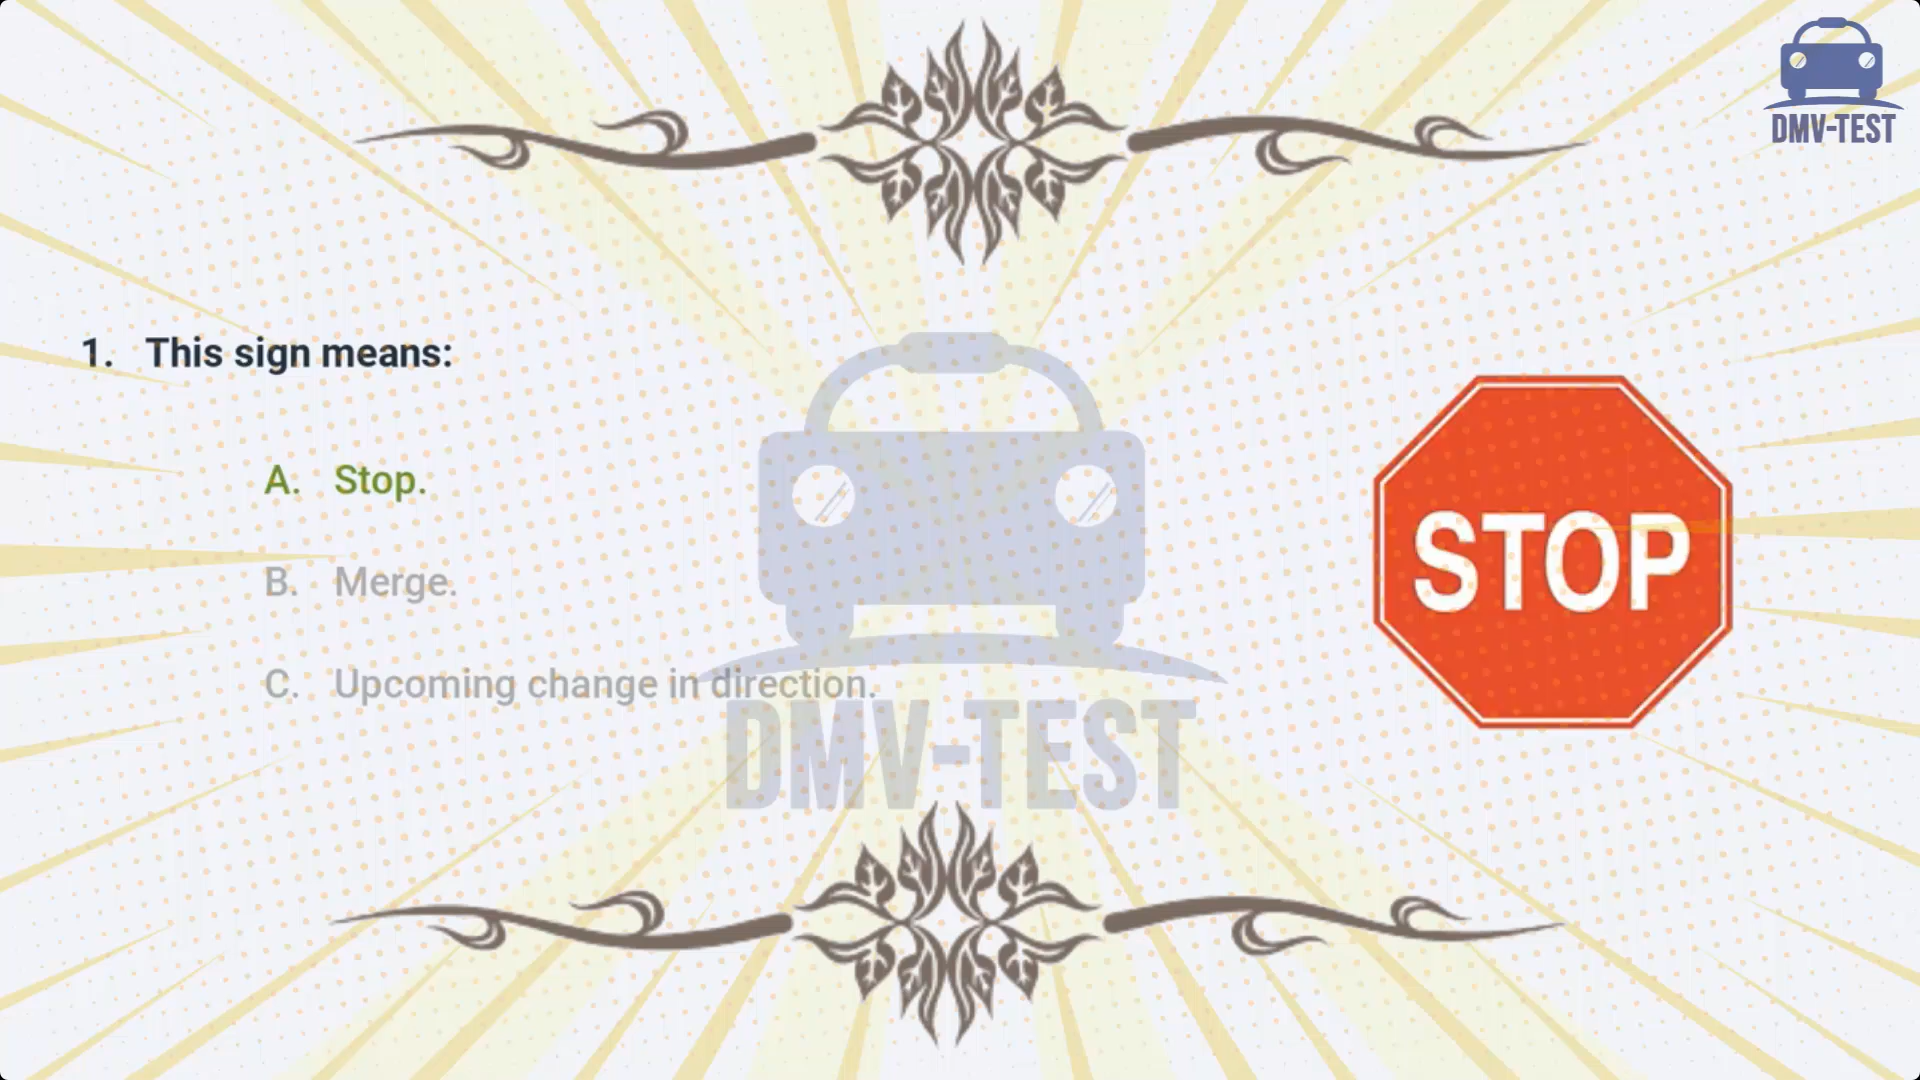 DMV-TEST
1. This sign means:
A. Stop.
B. Merge.
C. Upcoming change in direction.
STOP
DMV-TEST